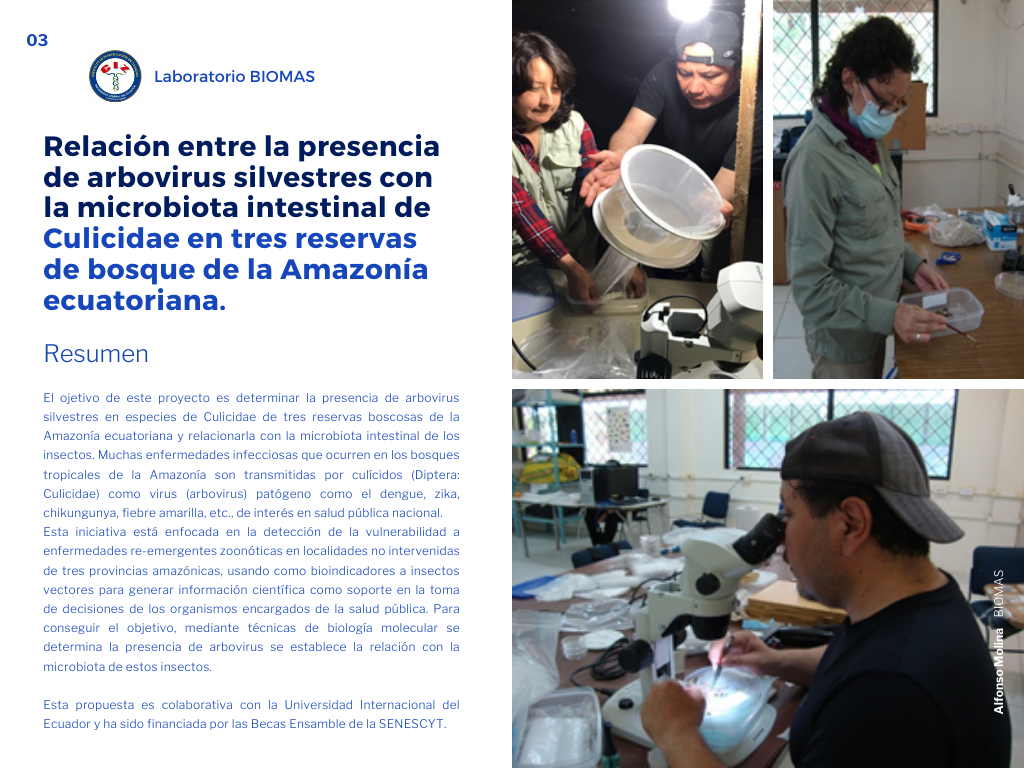 03
GIZ
Laboratorio BIOMAS
Relación entre la presencia
de arbovirus silvestres con
la microbiota intestinal de
Culicidae en tres reservas
de bosque de la Amazonía
ecuatoriana.
Resumen
El ojetivo de este proyecto es determinar la presencia de arbovirus
silvestres en especies de Culicidae de tres reservas boscosas de la
Amazonía ecuatoriana y relacionarla con la microbiota intestinal de los
insectos. Muchas enfermedades infecciosas que ocurren en los bosques
tropicales de la Amazonía son transmitidas por culícidos (Diptera:
Culicidae) como virus (arbovirus) patógeno como el dengue, zika,
chikungunya, fiebre amarilla, etc., de interés en salud pública nacional.
Esta iniciativa está enfocada en la detección de la vulnerabilidad a
enfermedades re-emergentes zoonóticas en localidades no intervenidas
de tres provincias amazónicas, usando como bioindicadores a insectos
vectores para generar información científica como soporte en la toma
de decisiones de los organismos encargados de la salud pública. Para
conseguir el objetivo, mediante técnicas de biología molecular se
determina la presencia de arbovirus se establece la relación con la
microbiota de estos insectos.
Esta propuesta es colaborativa con la Universidad Internacional del
Ecuador y ha sido financiada por las Becas Ensamble de la SENESCYT.
Alfonso Molina BIOMAS